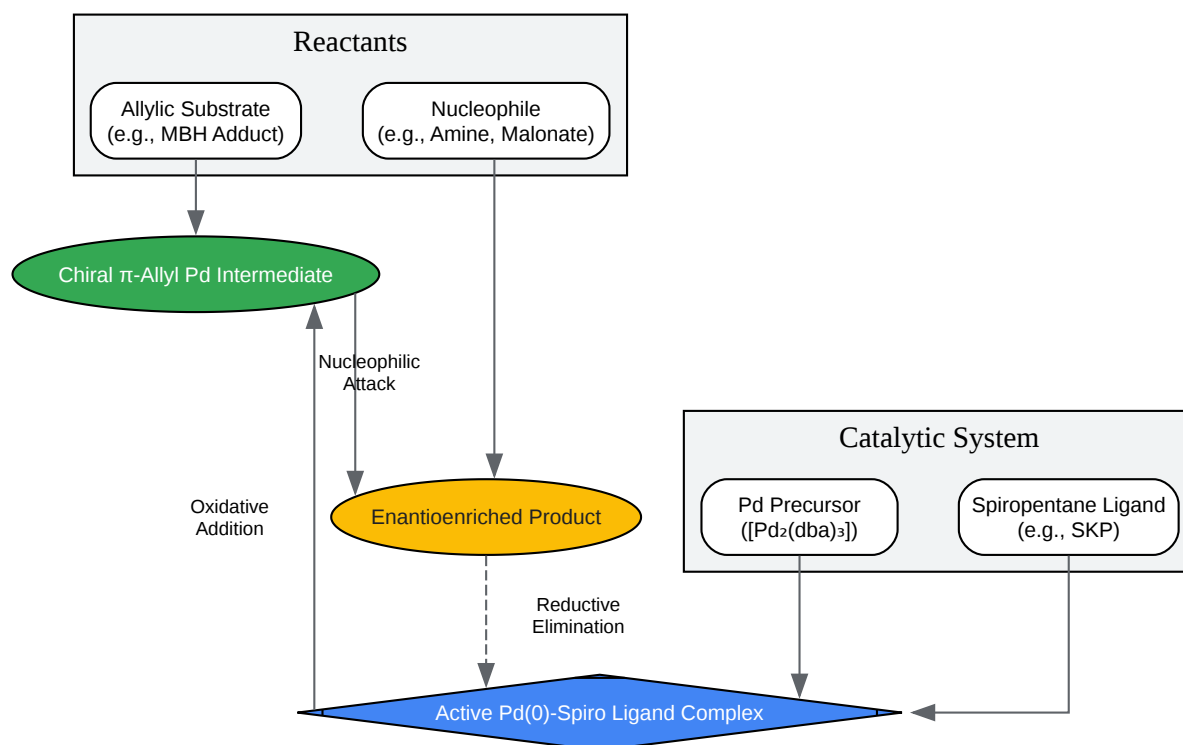 Reactants
Allylic Substrate
(e.g., MBH Adduct)
Nucleophile
(e.g., Amine, Malonate)
Chiral π-Allyl Pd Intermediate
Nucleophilic
Attack
Catalytic System
Oxidative
Addition
Enantioenriched Product
Pd Precursor
([Pd₂(dba)₃])
Spiropentane Ligand
(e.g., SKP)
Reductive
Elimination
Active Pd(0)-Spiro Ligand Complex